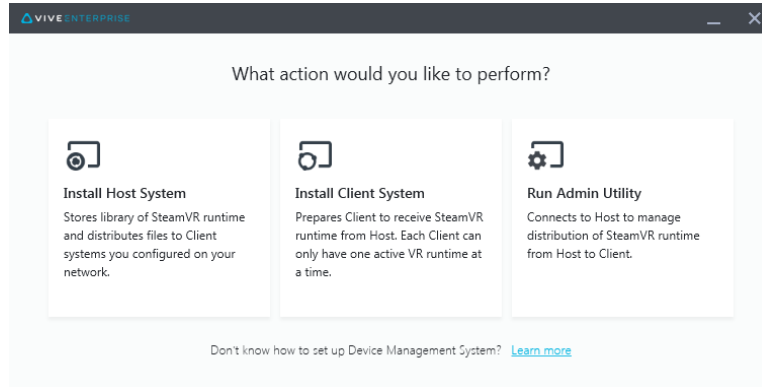 VIVE ENTERPRISE
What action would you like to perform?
Install Host System
Stores library of SteamVR runtime
and distributes files to Client
systems you configured on your
network.
Install Client System
Prepares Client to receive SteamVR
runtime from Host. Each Client can
only have one active VR runtime at
a time.
Run Admin Utility
Connects to Host to manage
distribution of SteamVR runtime
from Host to Client.
Don't know how to set up Device Management System? Learn more